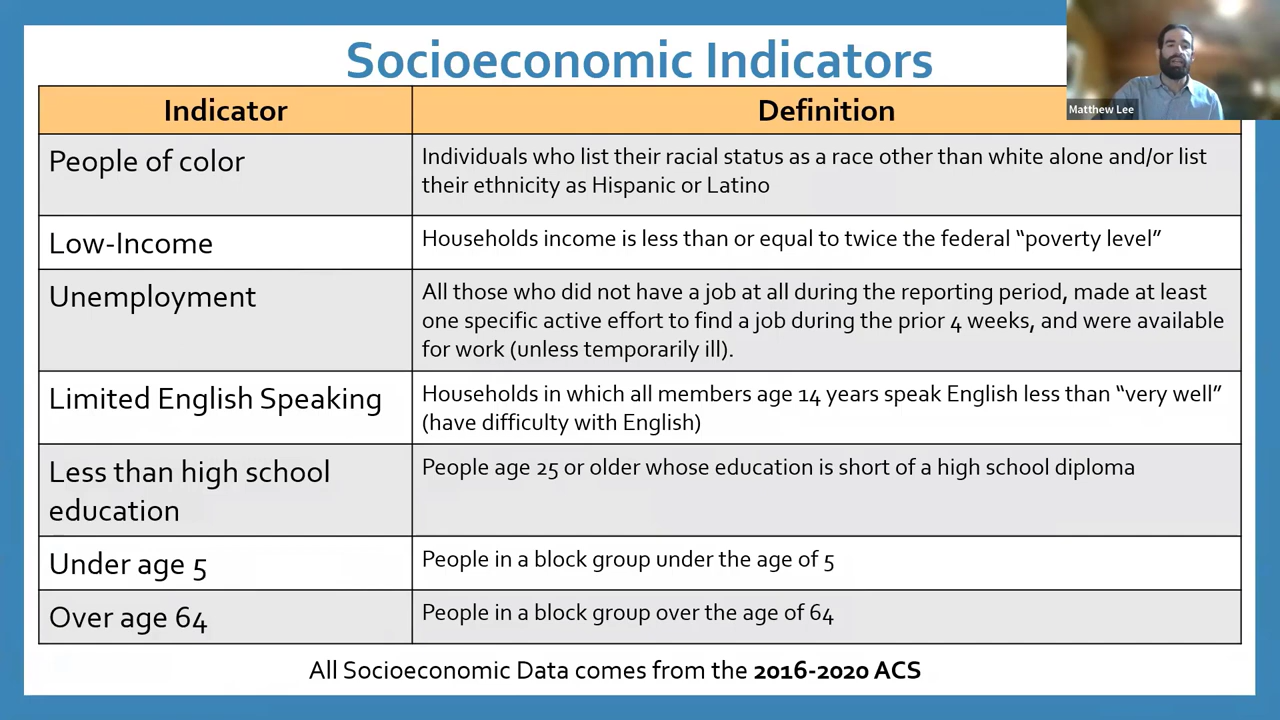 Socioeconomic Indicators
Matthew Lee
Indicator
Definition
People of color
Individuals who list their racial status as a race other than white alone and/or list
their ethnicity as Hispanic or Latino
Low-Income
Households income is less than or equal to twice the federal “poverty level”
Unemployment
All those who did not have a job at all during the reporting period, made at least
one specific active effort to find a job during the prior 4 weeks, and were available
for work (unless temporarily ill).
Limited English Speaking
Households in which all members age 14 years speak English less than “very well”
(have difficulty with English)
Less than high school
education
People age 25 or older whose education is short of a high school diploma
Under age 5
People in a block group under the age of 5
Over age 64
People in a block group over the age of 64
All Socioeconomic Data comes from the 2016-2020 ACS